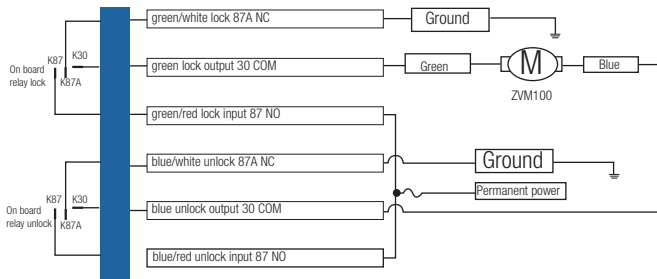 green/white lock 87A NC
Ground
K87
K30
On board
relay lock
K87A
green lock output 30 COM
Green
M
Blue
ZVM100
green/red lock input 87 NO
blue/white unlock 87A NC
Ground
Permanent power
K87
K30
On board
relay unlock
K87A
blue unlock output 30 COM
blue/red unlock input 87 NO